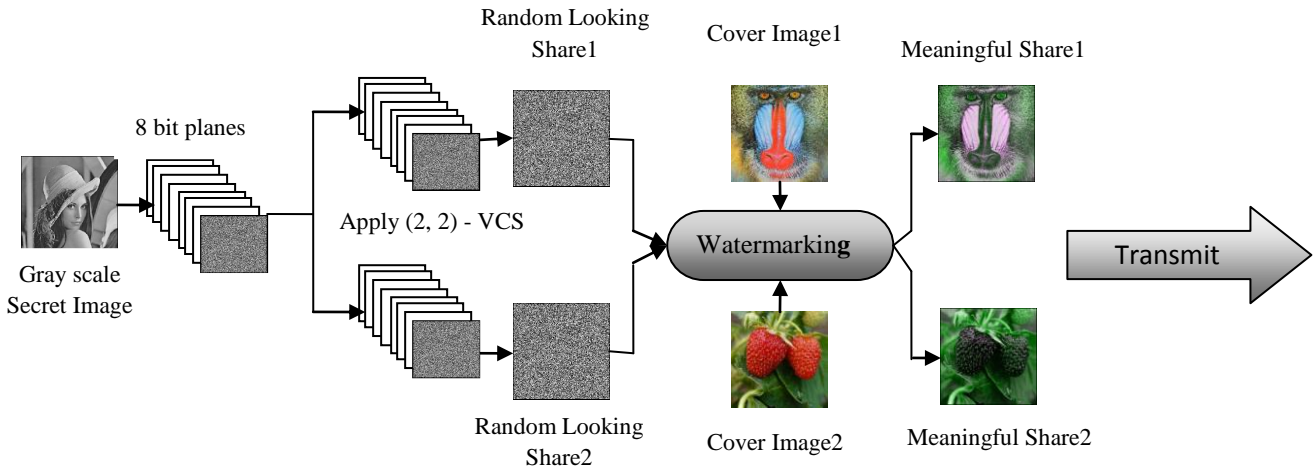 Random Looking
Share1
Cover Image1
Meaningful Share1
8 bit planes
Apply (2, 2) - VCS
Watermarking
Transmit
Gray scale
Secret Image
Random Looking
Share2
Cover Image2
Meaningful Share2